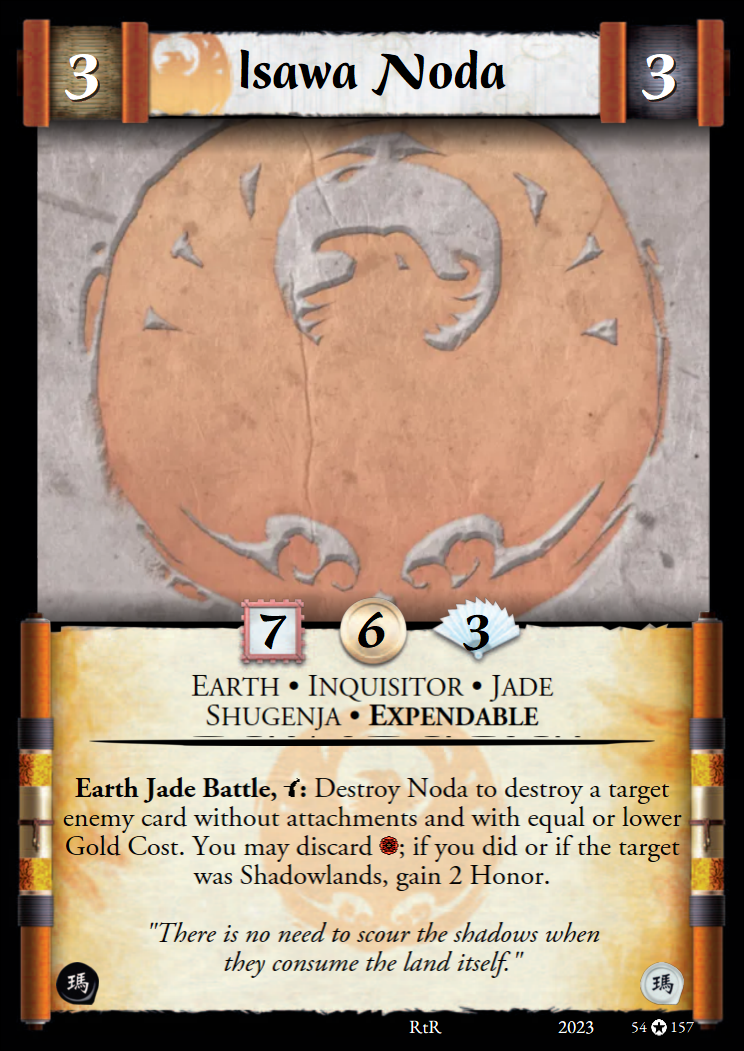 3 Isawa Noda 3
7 6 3
EARTH • INQUISITOR • JADE
SHUGENJA • EXPENDABLE
Earth Jade Battle, : Destroy Noda to destroy a target
enemy card without attachments and with equal or lower
Gold Cost. You may discard ; if you did or if the target
was Shadowlands, gain 2 Honor.
"There is no need to scour the shadows when
they consume the land itself."
瑪 瑪
RtR 2023 54 157